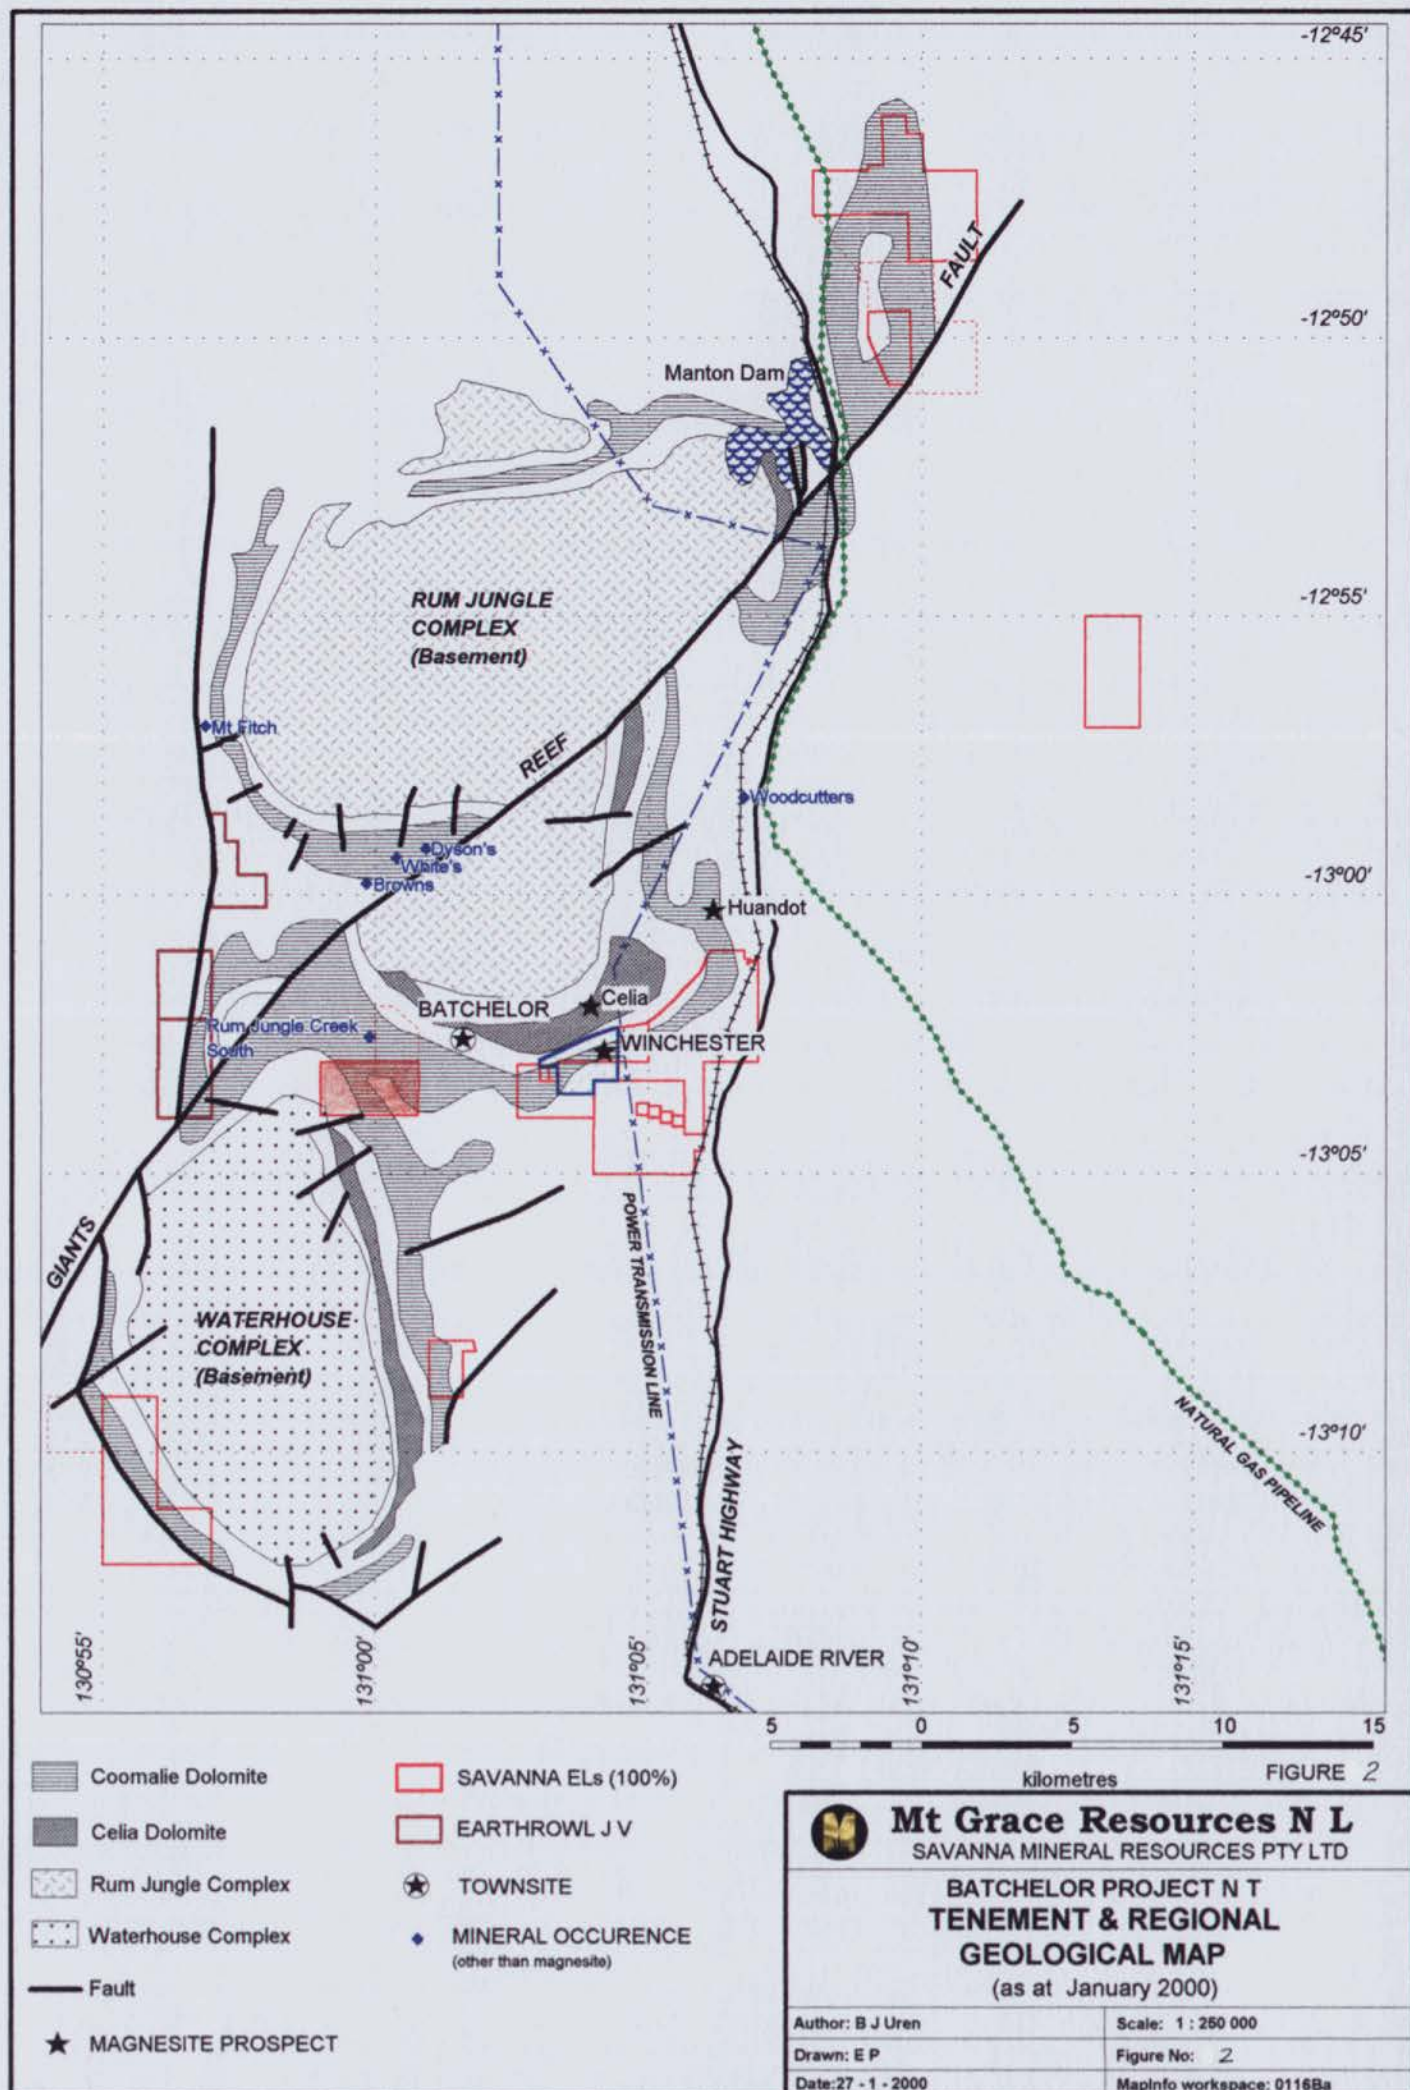 -12°45'
FAULT
-12°50'
Manton Dam
-12°55'
RUM JUNGLE
COMPLEX
(Basement)
Mt Fitch
REEF
Woodcutters
Dyson's
White's
Browns
-13°00'
Huandot
Celia
BATCHELOR
Rum Jungle Creek
South
WINCHESTER
-13°05'
GIANTS
POWER TRANSMISSION LINE
WATERHOUSE
COMPLEX
(Basement)
NATURAL GAS PIPELINE
-13°10'
STUART HIGHWAY
ADELAIDE RIVER
130°55'
131°00'
131°05'
131°10'
131°15'
5 0 5 10 15
kilometres
FIGURE 2
Coomalie Dolomite
Celia Dolomite
Rum Jungle Complex
Waterhouse Complex
Fault
MAGNESITE PROSPECT
SAVANNA ELs (100%)
EARTHROWL J V
TOWNSITE
MINERAL OCCURENCE
(other than magnesite)
Mt Grace Resources N L
SAVANNA MINERAL RESOURCES PTY LTD
BATCHELOR PROJECT N T
TENEMENT & REGIONAL
GEOLOGICAL MAP
(as at January 2000)
Author: B J Uren
Scale: 1 : 250 000
Drawn: E P
Figure No: 2
Date:27 - 1 - 2000
MapInfo workspace: 0116Ba